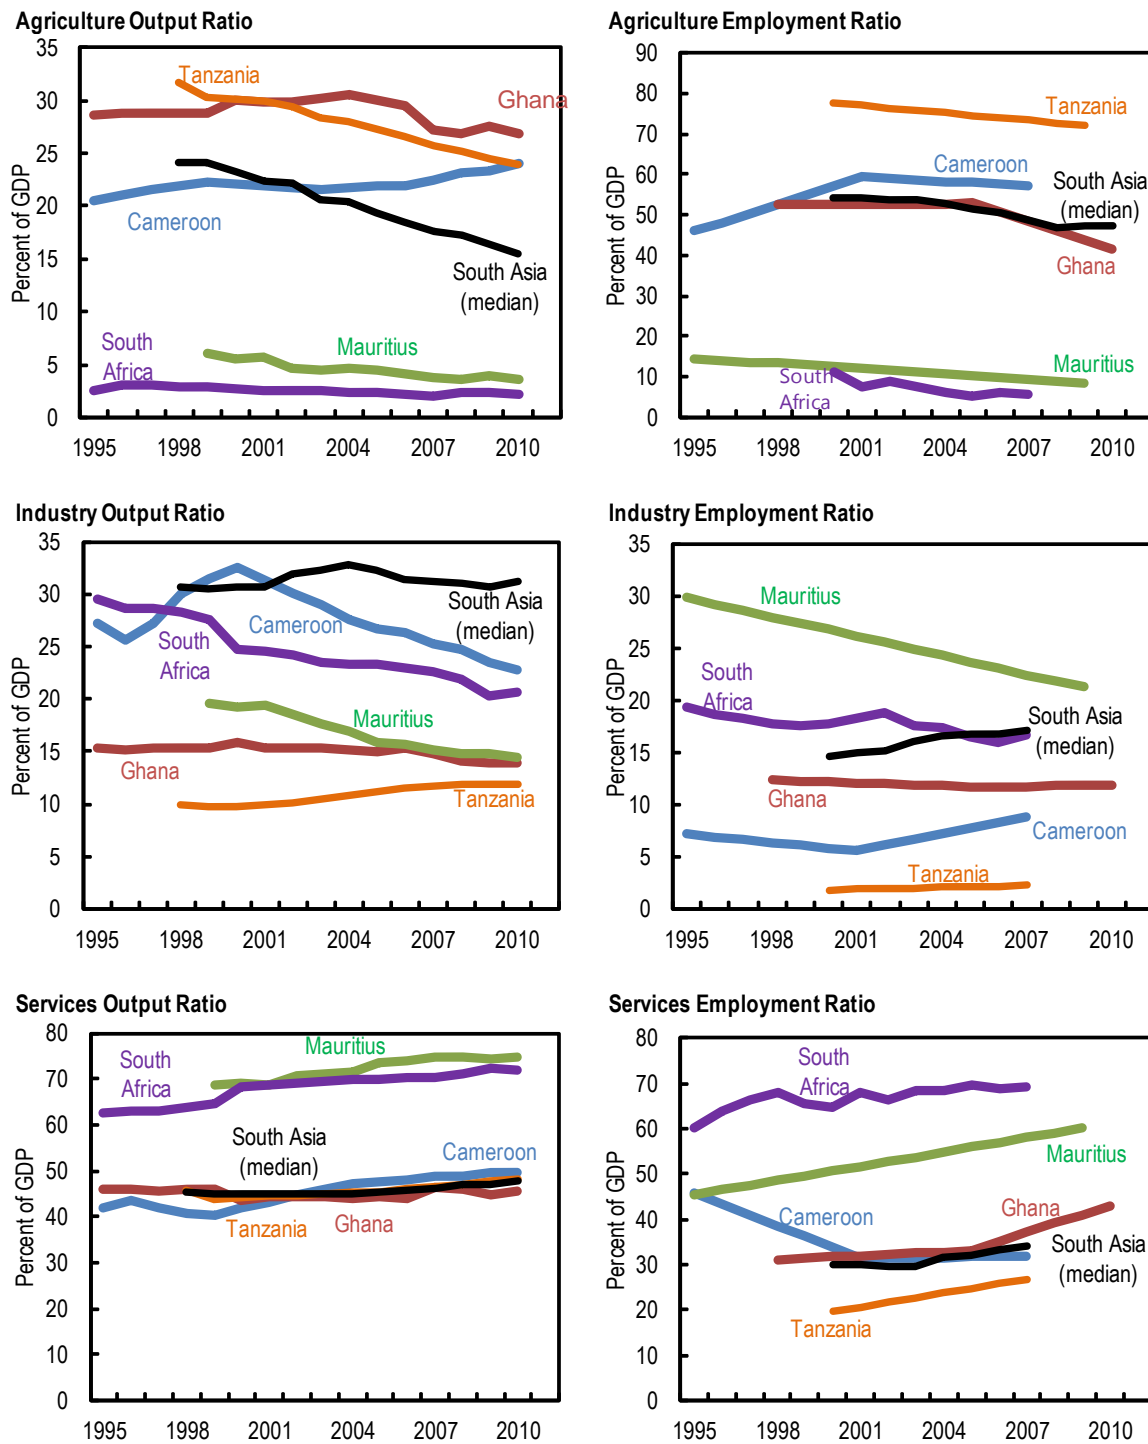 Agriculture Output Ratio
35
30
25
20
15
10
5
0
Percent of GDP
Tanzania
Ghana
Cameroon
South Asia
(median)
South
Africa
Mauritius
1995 1998 2001 2004 2007 2010
Agriculture Employment Ratio
90
80
70
60
50
40
30
20
10
0
Percent of GDP
Tanzania
Cameroon
South Asia
(median)
Ghana
Mauritius
South
Africa
1995 1998 2001 2004 2007 2010
Industry Output Ratio
35
30
25
20
15
10
5
0
Percent of GDP
South Asia
(median)
Cameroon
South
Africa
Mauritius
Ghana
Tanzania
1995 1998 2001 2004 2007 2010
Industry Employment Ratio
35
30
25
20
15
10
5
0
Percent of GDP
Mauritius
South
Africa
South Asia
(median)
Ghana
Cameroon
Tanzania
1995 1998 2001 2004 2007 2010
Services Output Ratio
80
70
60
50
40
30
20
10
0
Percent of GDP
Mauritius
South
Africa
South Asia
(median)
Cameroon
Tanzania
Ghana
1995 1998 2001 2004 2007 2010
Services Employment Ratio
80
70
60
50
40
30
20
10
0
Percent of GDP
South
Africa
Mauritius
Ghana
Cameroon
South Asia
(median)
Tanzania
1995 1998 2001 2004 2007 2010